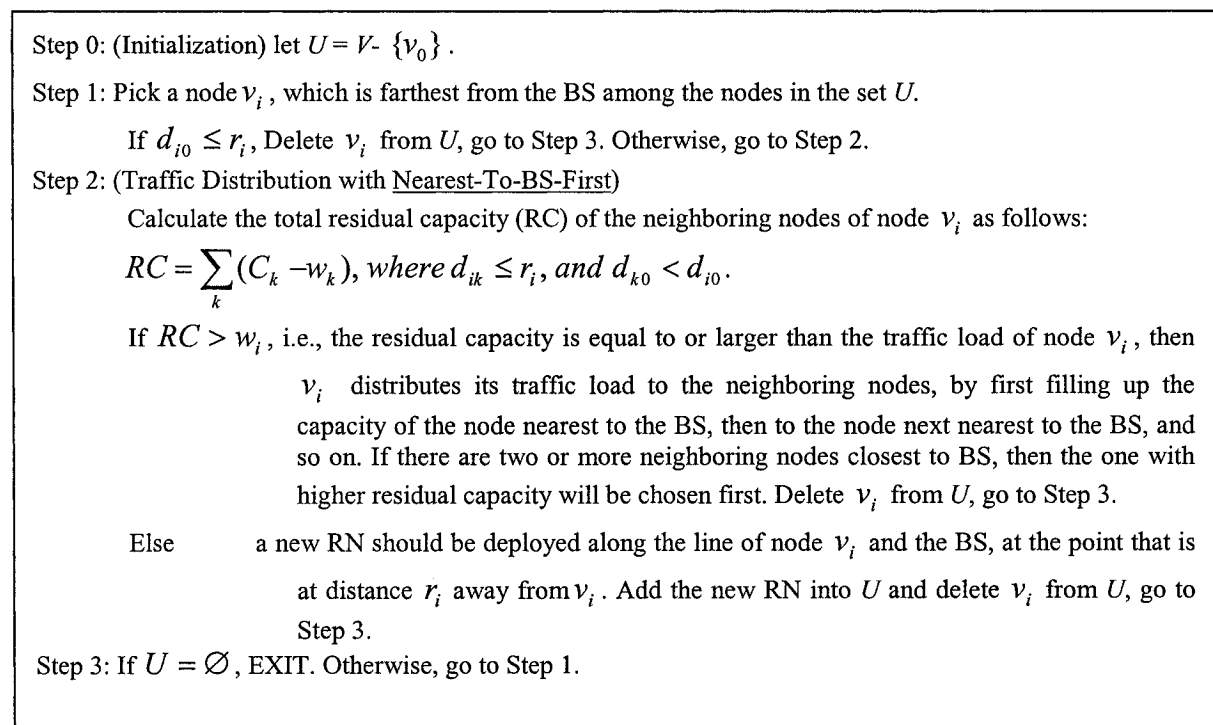 Step 0: (Initialization) let U = V- {v₀} .
Step 1: Pick a node vᵢ , which is farthest from the BS among the nodes in the set U.
If dᵢ₀ ≤ rᵢ, Delete vᵢ from U, go to Step 3. Otherwise, go to Step 2.
Step 2: (Traffic Distribution with Nearest-To-BS-First)
Calculate the total residual capacity (RC) of the neighboring nodes of node vᵢ as follows:
RC = ∑ₖ (Cₖ −wₖ), where dᵢₖ ≤ rᵢ, and dₖ₀ < dᵢ₀.
If RC > wᵢ , i.e., the residual capacity is equal to or larger than the traffic load of node vᵢ , then
vᵢ distributes its traffic load to the neighboring nodes, by first filling up the
capacity of the node nearest to the BS, then to the node next nearest to the BS, and
so on. If there are two or more neighboring nodes closest to BS, then the one with
higher residual capacity will be chosen first. Delete vᵢ from U, go to Step 3.
Else a new RN should be deployed along the line of node vᵢ and the BS, at the point that is
at distance rᵢ away from vᵢ . Add the new RN into U and delete vᵢ from U, go to
Step 3.
Step 3: If U = ∅ , EXIT. Otherwise, go to Step 1.